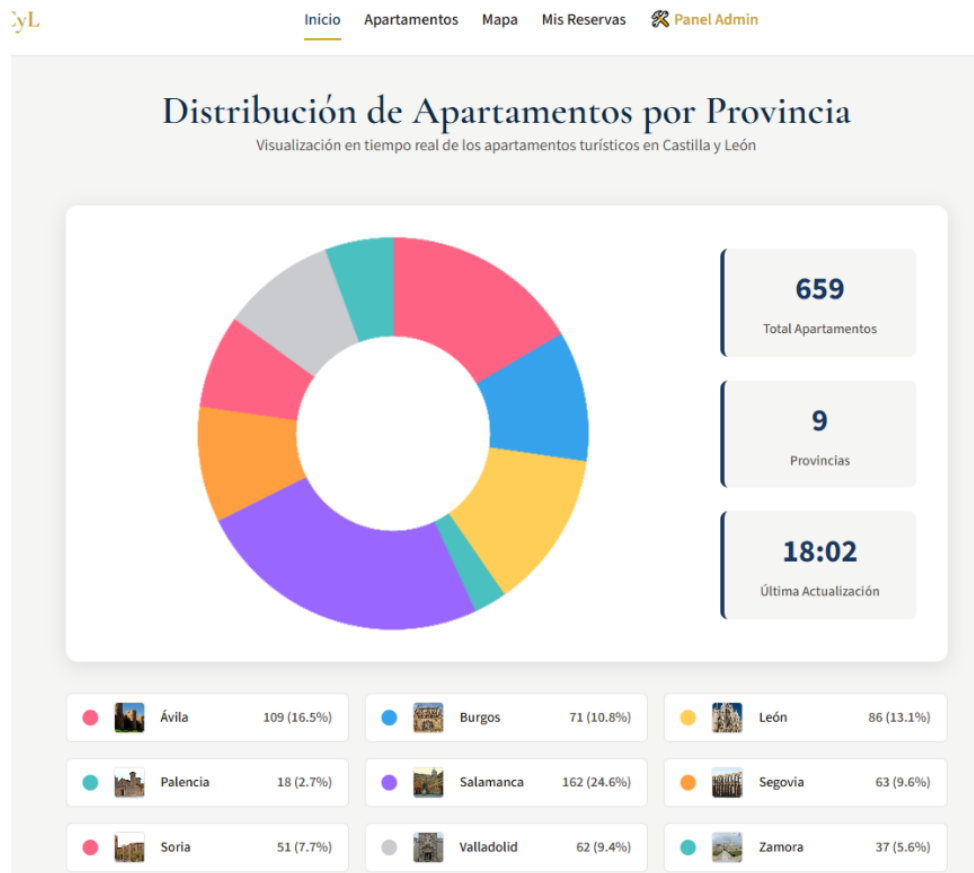 CyL
Inicio Apartamentos Mapa Mis Reservas 🛠 Panel Admin
Distribución de Apartamentos por Provincia
Visualización en tiempo real de los apartamentos turísticos en Castilla y León
659
Total Apartamentos
9
Provincias
18:02
Última Actualización
Ávila 109 (16.5%) Burgos 71 (10.8%) León 86 (13.1%)
Palencia 18 (2.7%) Salamanca 162 (24.6%) Segovia 63 (9.6%)
Soria 51 (7.7%) Valladolid 62 (9.4%) Zamora 37 (5.6%)